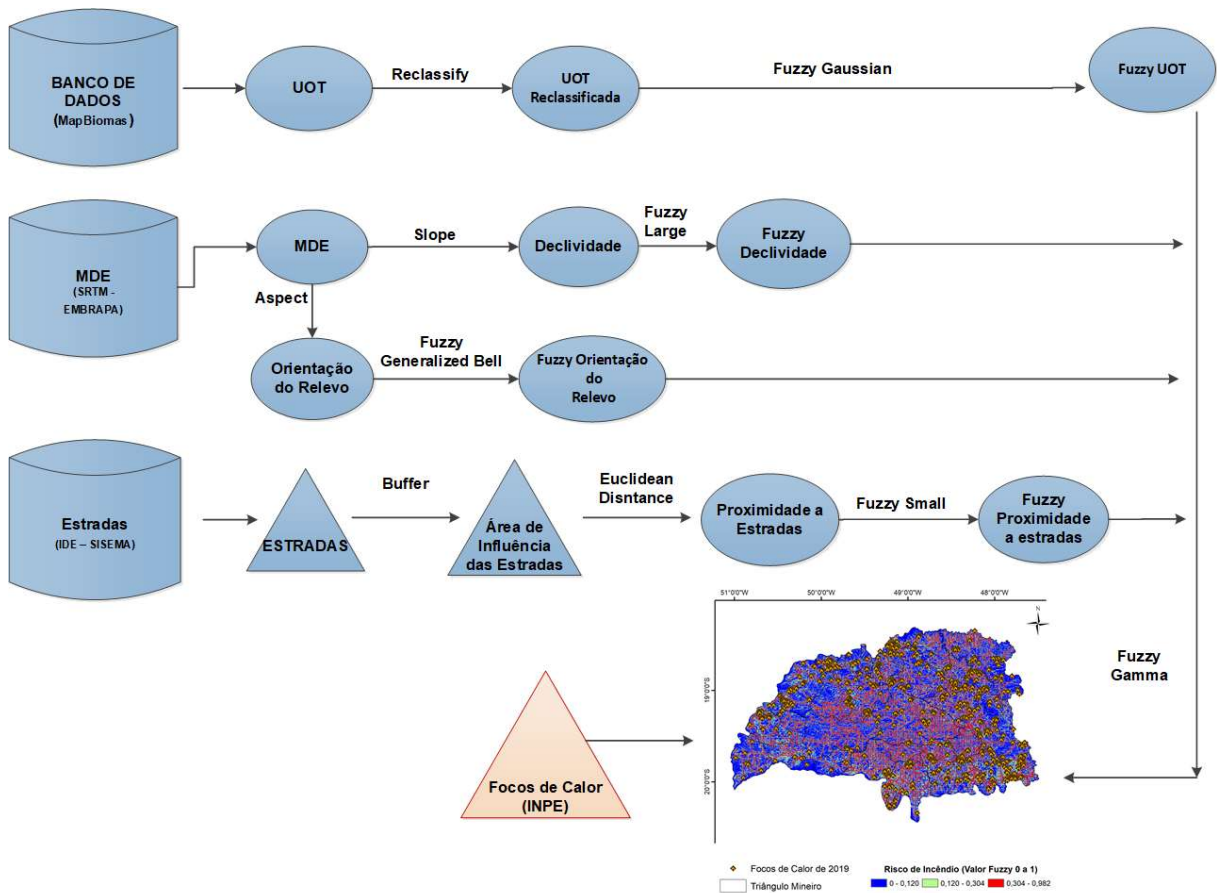 BANCO DE
DADOS
(MapBiomas)
UOT
Reclassify
UOT
Reclassificada
Fuzzy Gaussian
Fuzzy UOT
MDE
(SRTM -
EMBRAPA)
MDE
Slope
Declividade
Fuzzy
Large
Fuzzy
Declividade
Aspect
Orientação
do Relevo
Fuzzy
Generalized Bell
Fuzzy Orientação
do
Relevo
Estradas
(IDE – SISEMA)
ESTRADAS
Buffer
Área de
Influência
das Estradas
Euclidean
Disntance
Proximidade a
Estradas
Fuzzy Small
Fuzzy
Proximidade
a estradas
Fuzzy
Gamma
51°0'0"W 50°0'0"W 49°0'0"W 48°0'0"W
N
19°0'0"S
20°0'0"S
Focos de Calor
(INPE)
Focos de Calor de 2019
Triângulo Mineiro
Risco de Incêndio (Valor Fuzzy 0 a 1)
0 - 0,120 0,120 - 0,304 0,304 - 0,982